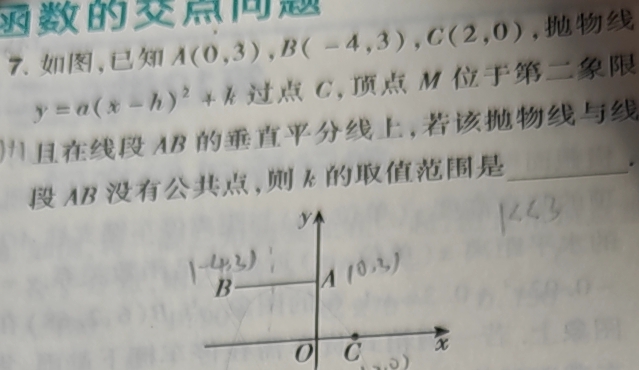 函数的交点问题
7. 如图,已知 A(0,3),B(-4,3),C(2,0),抛物线
y=a(x-h)²+k 过点 C,顶点 M 位于第二象限
且在线段 AB 的垂直平分线上,若该抛物线与线
段 AB 没有公共点,则 k 的取值范围是________.
k<3
y
(-4,3)
B
A (0,3)
O
C
x